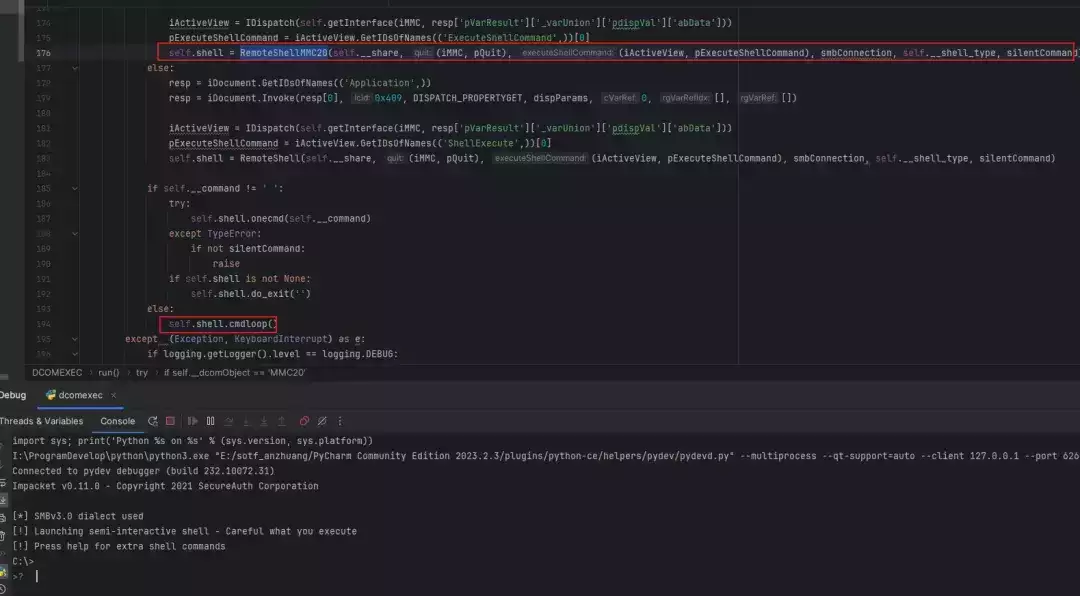 175 iActiveView = IDispatch(self.getInterface(iMMC, resp['pVarResult']['_varUnion']['pdispVal']['abData']))
pExecuteShellCommand = iActiveView.GetIDsOfNames(('ExecuteShellCommand',))[0]
176 self.shell = RemoteShellMMC20(self.__share, quit: (iMMC, pQuit), executeShellCommand: (iActiveView, pExecuteShellCommand), smbConnection, self.__shell_type, silentCommand
177 else:
178 resp = iDocument.GetIDsOfNames(('Application',))
179 resp = iDocument.Invoke(resp[0], lcid: 0x409, DISPATCH_PROPERTYGET, dispParams, cVarRef: 0, rgVarRefIdx: [], rgVarRef: [])
180
181 iActiveView = IDispatch(self.getInterface(iMMC, resp['pVarResult']['_varUnion']['pdispVal']['abData']))
182 pExecuteShellCommand = iActiveView.GetIDsOfNames(('ShellExecute',))[0]
183 self.shell = RemoteShell(self.__share, quit: (iMMC, pQuit), executeShellCommand: (iActiveView, pExecuteShellCommand), smbConnection, self.__shell_type, silentCommand)
184
185 if self.__command != ' ':
186 try:
187 self.shell.onecmd(self.__command)
188 except TypeError:
189 if not silentCommand:
190 raise
191 if self.shell is not None:
192 self.shell.do_exit('')
193 else:
194 self.shell.cmdloop()
195 except (Exception, KeyboardInterrupt) as e:
196 if logging.getLogger().level == logging.DEBUG:
DCOMEXEC > run() > try > if self.__dcomObject == 'MMC20'
Debug dcomexec ×
Threads & Variables Console
import sys; print('Python %s on %s' % (sys.version, sys.platform))
I:\ProgramDevelop\python\python3.exe "E:/sotf_anzhuang/PyCharm Community Edition 2023.2.3/plugins/python-ce/helpers/pydev/pydevd.py" --multiprocess --qt-support=auto --client 127.0.0.1 --port 626
Connected to pydev debugger (build 232.10072.31)
Impacket v0.11.0 - Copyright 2021 SecureAuth Corporation
[*] SMBv3.0 dialect used
[!] Launching semi-interactive shell - Careful what you execute
[!] Press help for extra shell commands
C:\>
>?